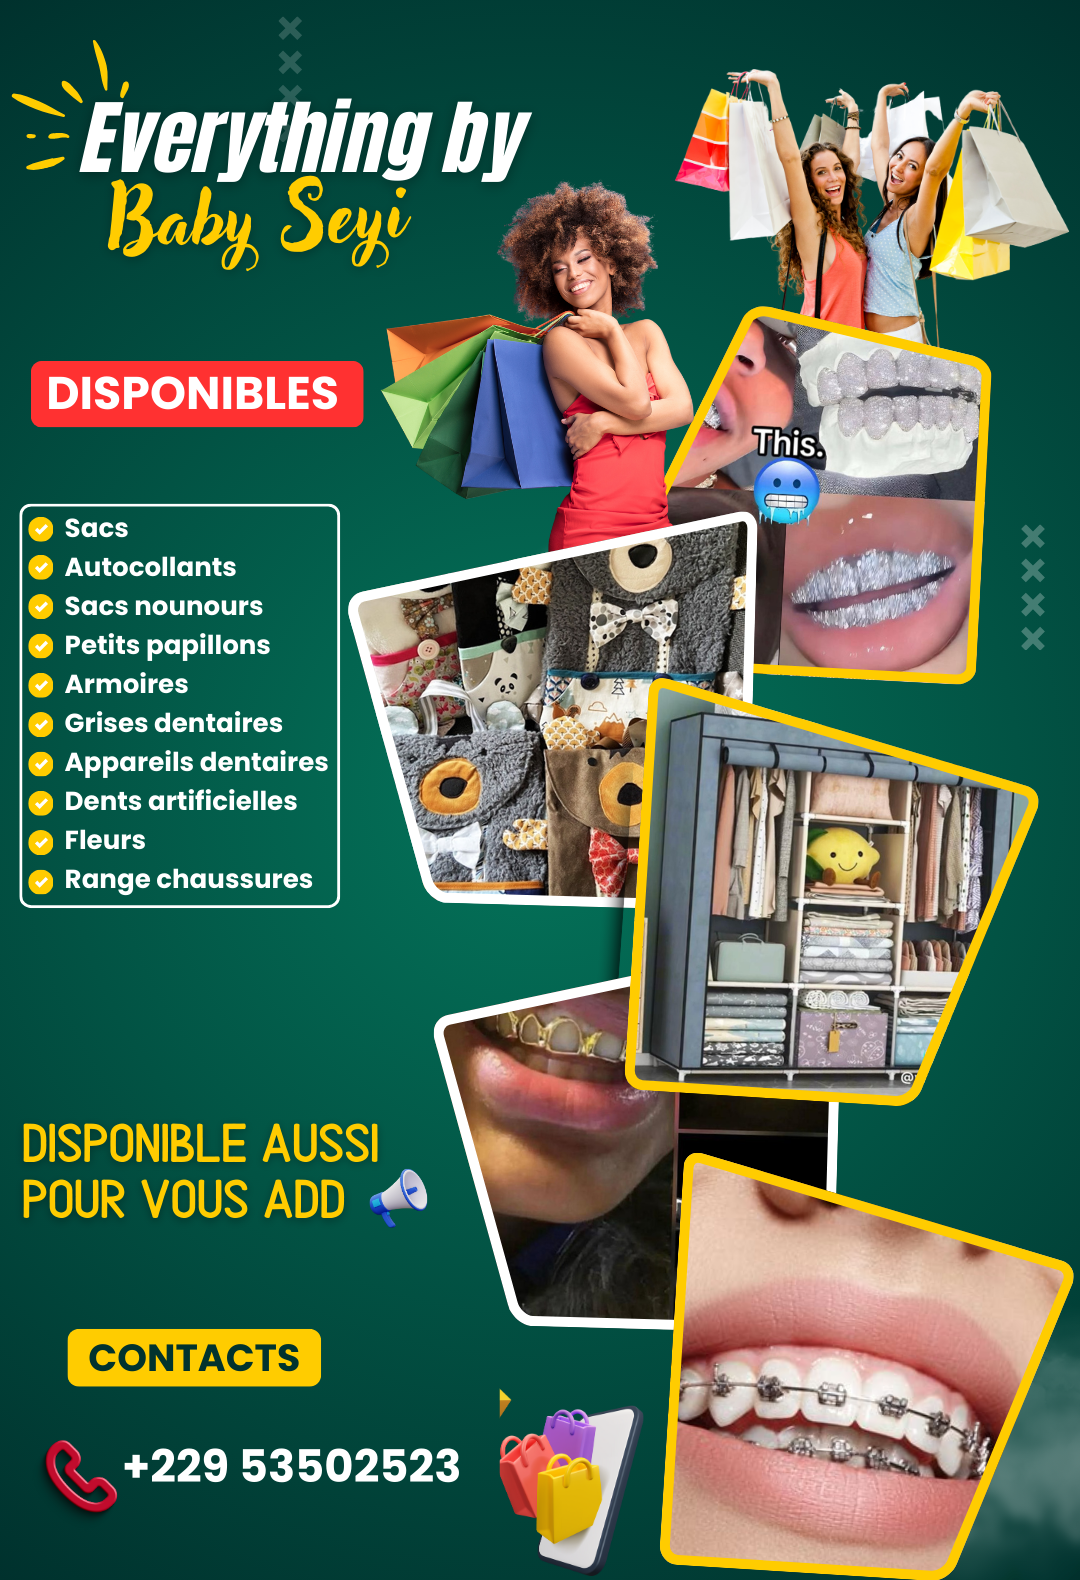 Everything by
Baby Seyi
DISPONIBLES
This.
Sacs
Autocollants
Sacs nounours
Petits papillons
Armoires
Grises dentaires
Appareils dentaires
Dents artificielles
Fleurs
Range chaussures
DISPONIBLE AUSSI
POUR VOUS ADD
CONTACTS
+229 53502523